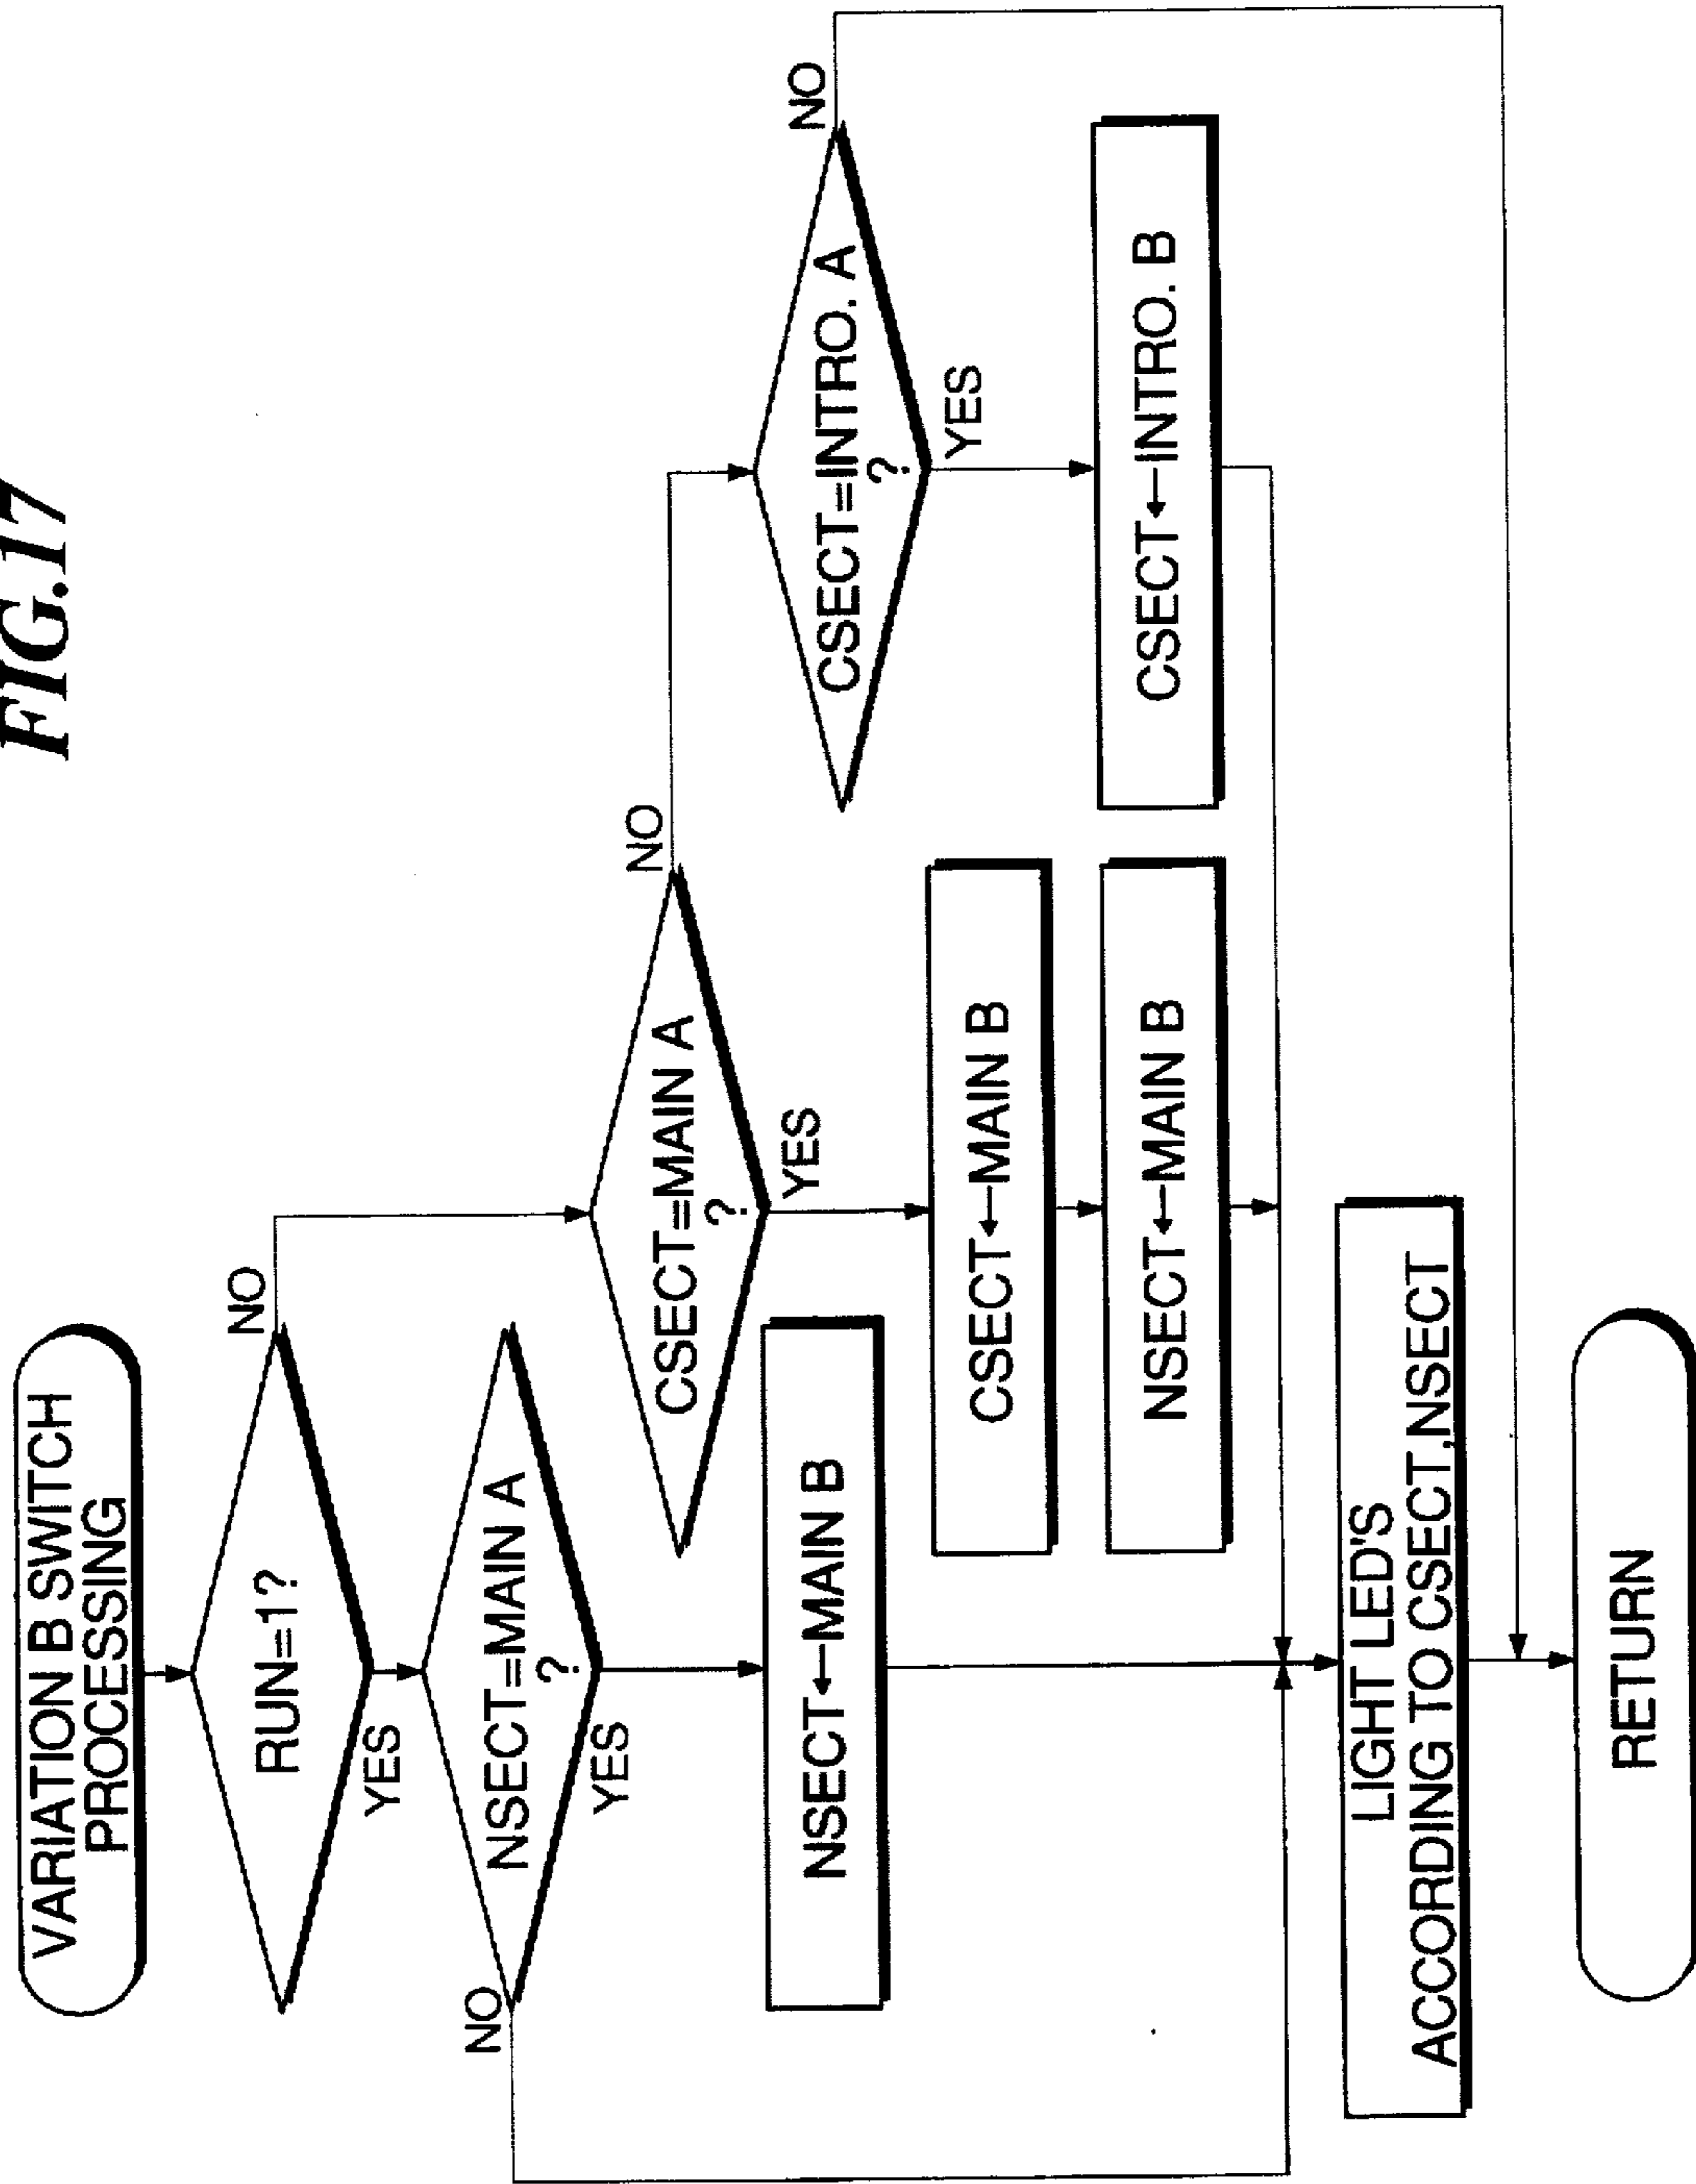 FIG.17
VARIATION B SWITCH
PROCESSING
RUN=1?
NO
YES
NSECT=MAIN A
?
NO
YES
NSECT←MAIN B
CSECT=MAIN A
?
NO
YES
CSECT←MAIN B
NSECT←MAIN B
CSECT=INTRO. A
?
NO
YES
CSECT←INTRO. B
LIGHT LED'S
ACCORDING TO CSECT,NSECT
RETURN